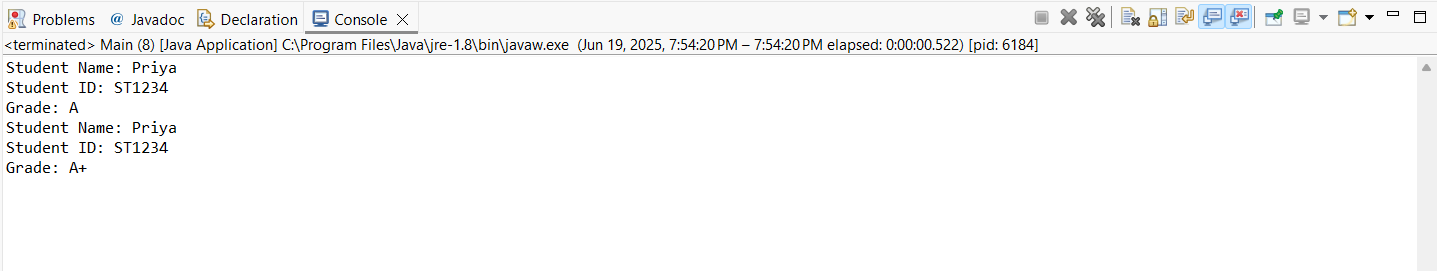 Problems @ Javadoc Declaration Console
<terminated> Main (8) [Java Application] C:\Program Files\Java\jre-1.8\bin\javaw.exe (Jun 19, 2025, 7:54:20 PM – 7:54:20 PM elapsed: 0:00:00.522) [pid: 6184]
Student Name: Priya
Student ID: ST1234
Grade: A
Student Name: Priya
Student ID: ST1234
Grade: A+